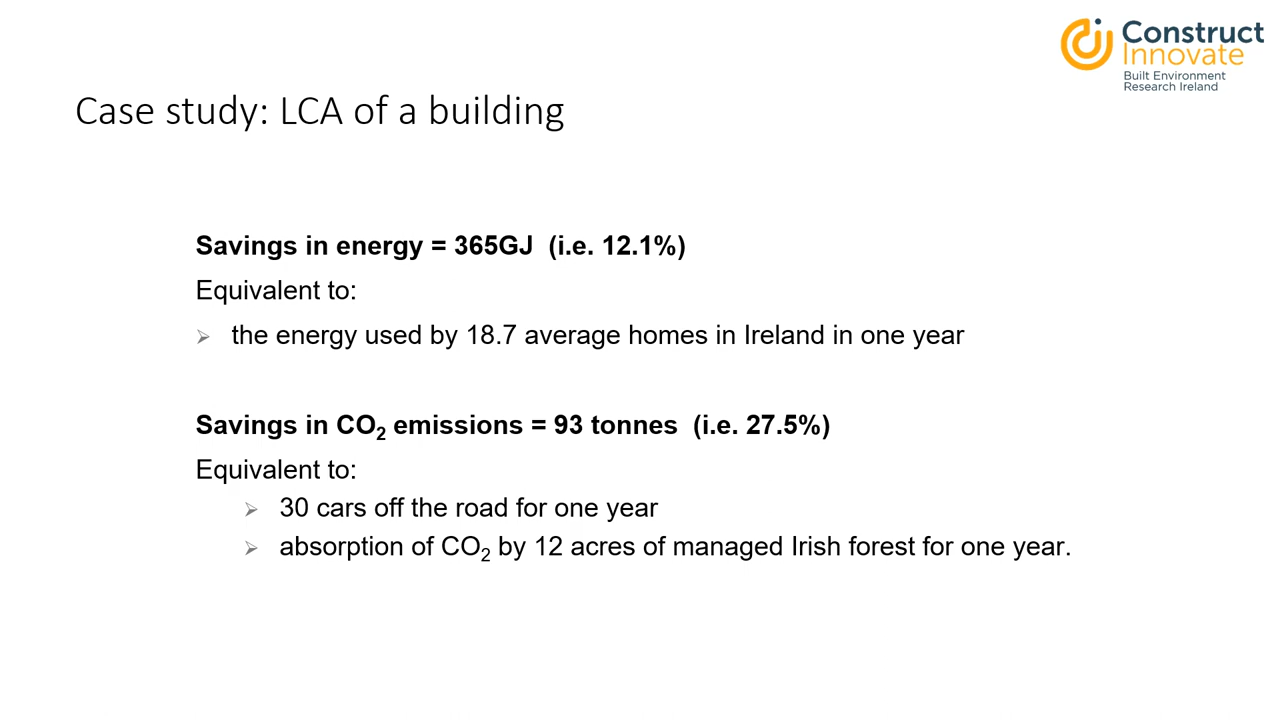 Construct
Innovate
Built Environment
Research Ireland
Case study: LCA of a building
Savings in energy = 365GJ (i.e. 12.1%)
Equivalent to:
➢ the energy used by 18.7 average homes in Ireland in one year
Savings in CO₂ emissions = 93 tonnes (i.e. 27.5%)
Equivalent to:
➢ 30 cars off the road for one year
➢ absorption of CO₂ by 12 acres of managed Irish forest for one year.